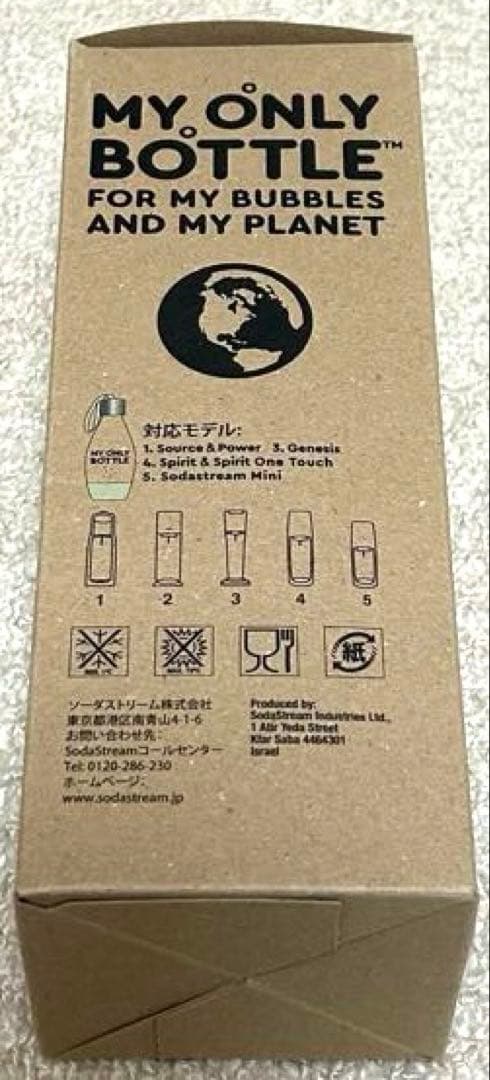 MY ONLY
BOTTLE™
FOR MY BUBBLES
AND MY PLANET
MY ONLY
BOTTLE
対応モデル:
1. Source & Power 3. Genesis
4. Spirit & Spirit One Touch
5. Sodastream Mini
1 2 3 4 5
紙
ソーダストリーム株式会社
東京都港区南青山4-1-6
お問い合わせ先:
SodaStreamコールセンター
Tel: 0120-286-230
ホームページ:
www.sodastream.jp
Produced by:
SodaStream Industries Ltd.,
1 Atir Yeda Street
Kfar Saba 4464301
Israel